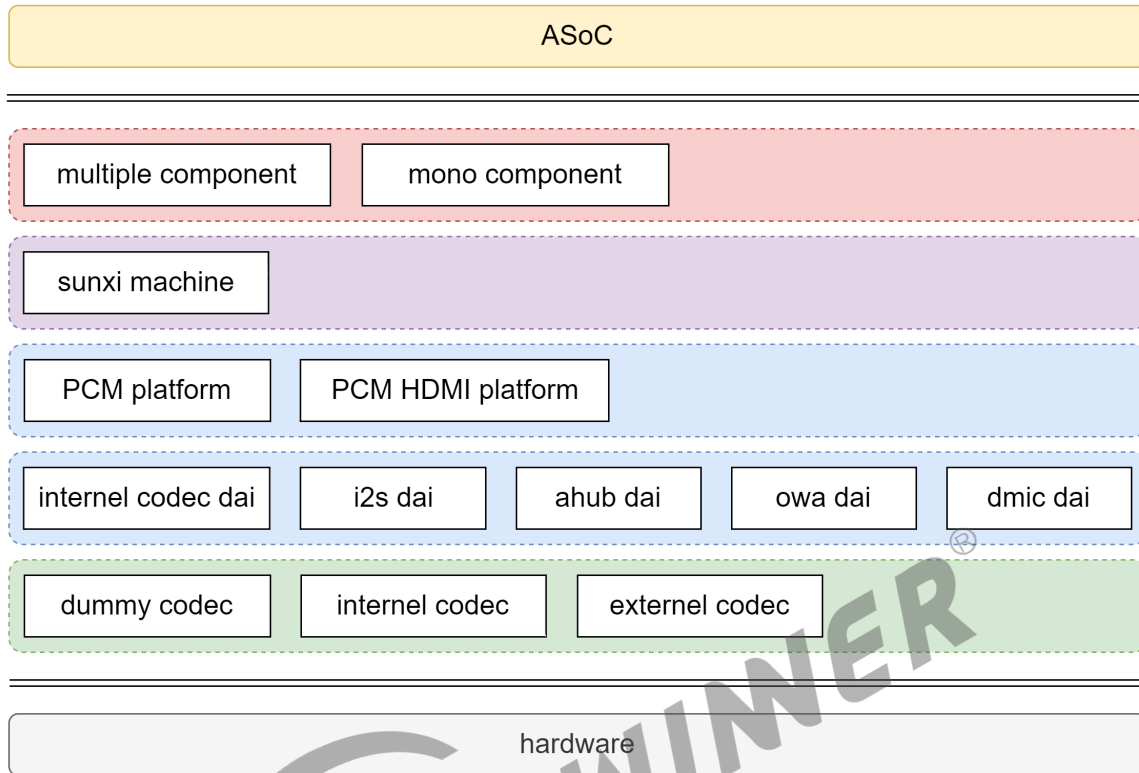 ASoC
multiple component
mono component
sunxi machine
PCM platform
PCM HDMI platform
internel codec dai
i2s dai
ahub dai
owa dai
dmic dai
dummy codec
internel codec
externel codec
hardware
WINNER®